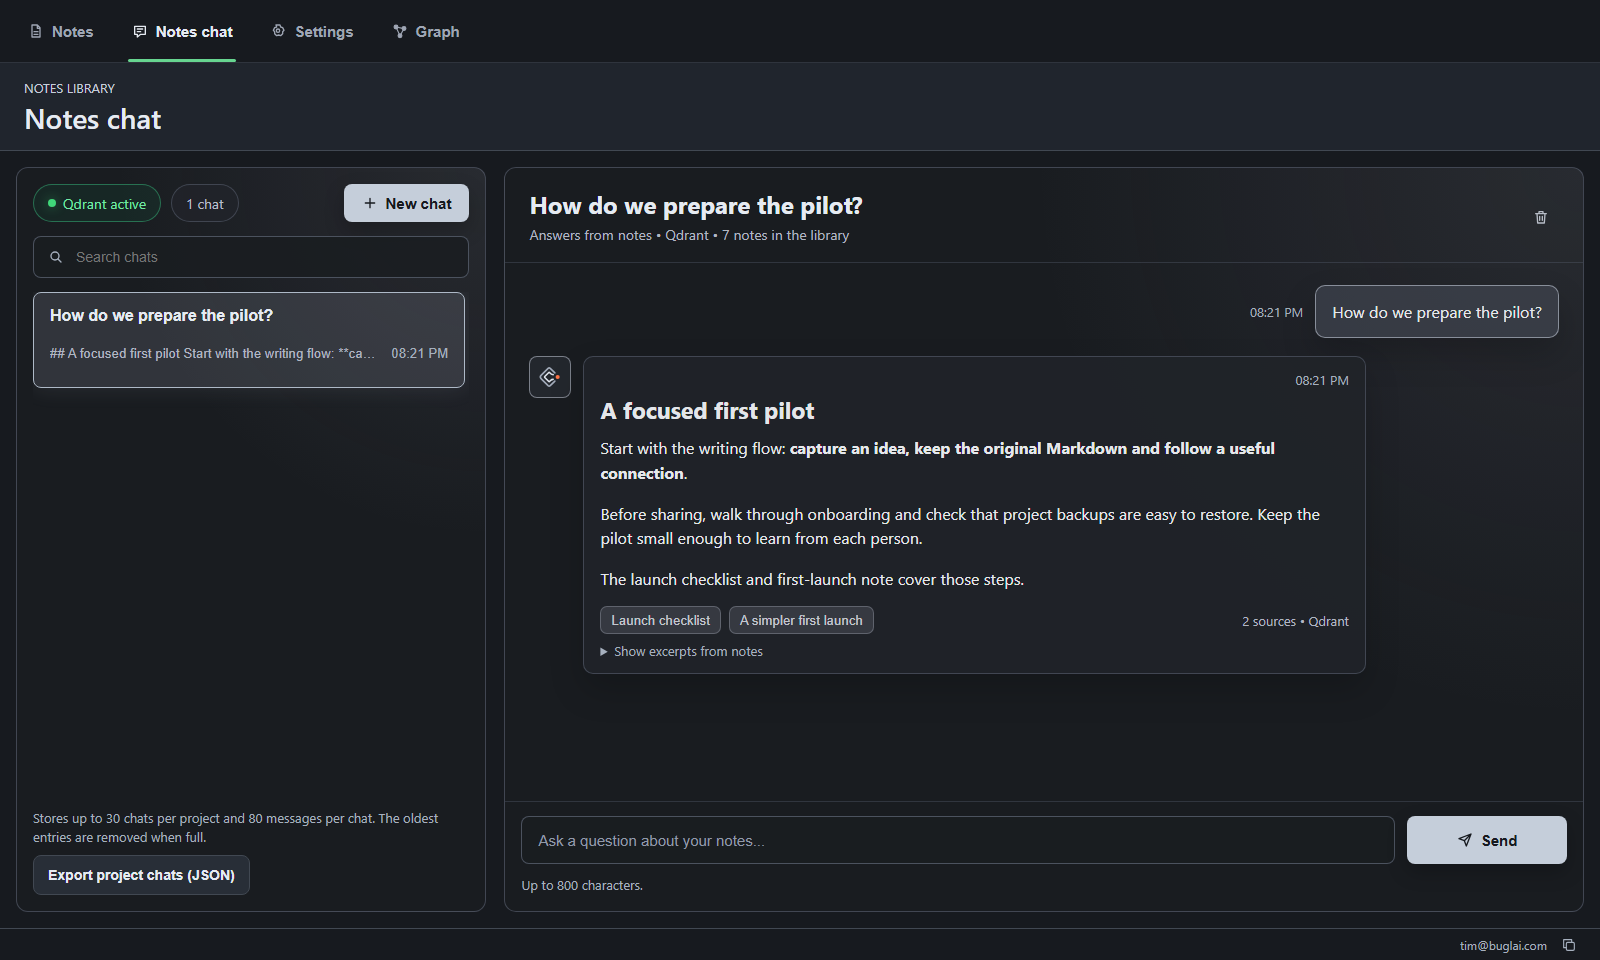 Notes
Notes chat
Settings
Graph
NOTES LIBRARY
Notes chat
Qdrant active
1 chat
+ New chat
Search chats
How do we prepare the pilot?
## A focused first pilot Start with the writing flow: **ca...
08:21 PM
Stores up to 30 chats per project and 80 messages per chat. The oldest
entries are removed when full.
Export project chats (JSON)
How do we prepare the pilot?
Answers from notes • Qdrant • 7 notes in the library
08:21 PM
How do we prepare the pilot?
08:21 PM
A focused first pilot
Start with the writing flow: capture an idea, keep the original Markdown and follow a useful
connection.
Before sharing, walk through onboarding and check that project backups are easy to restore. Keep the
pilot small enough to learn from each person.
The launch checklist and first-launch note cover those steps.
Launch checklist
A simpler first launch
2 sources • Qdrant
Show excerpts from notes
Ask a question about your notes...
Send
Up to 800 characters.
tim@buglai.com